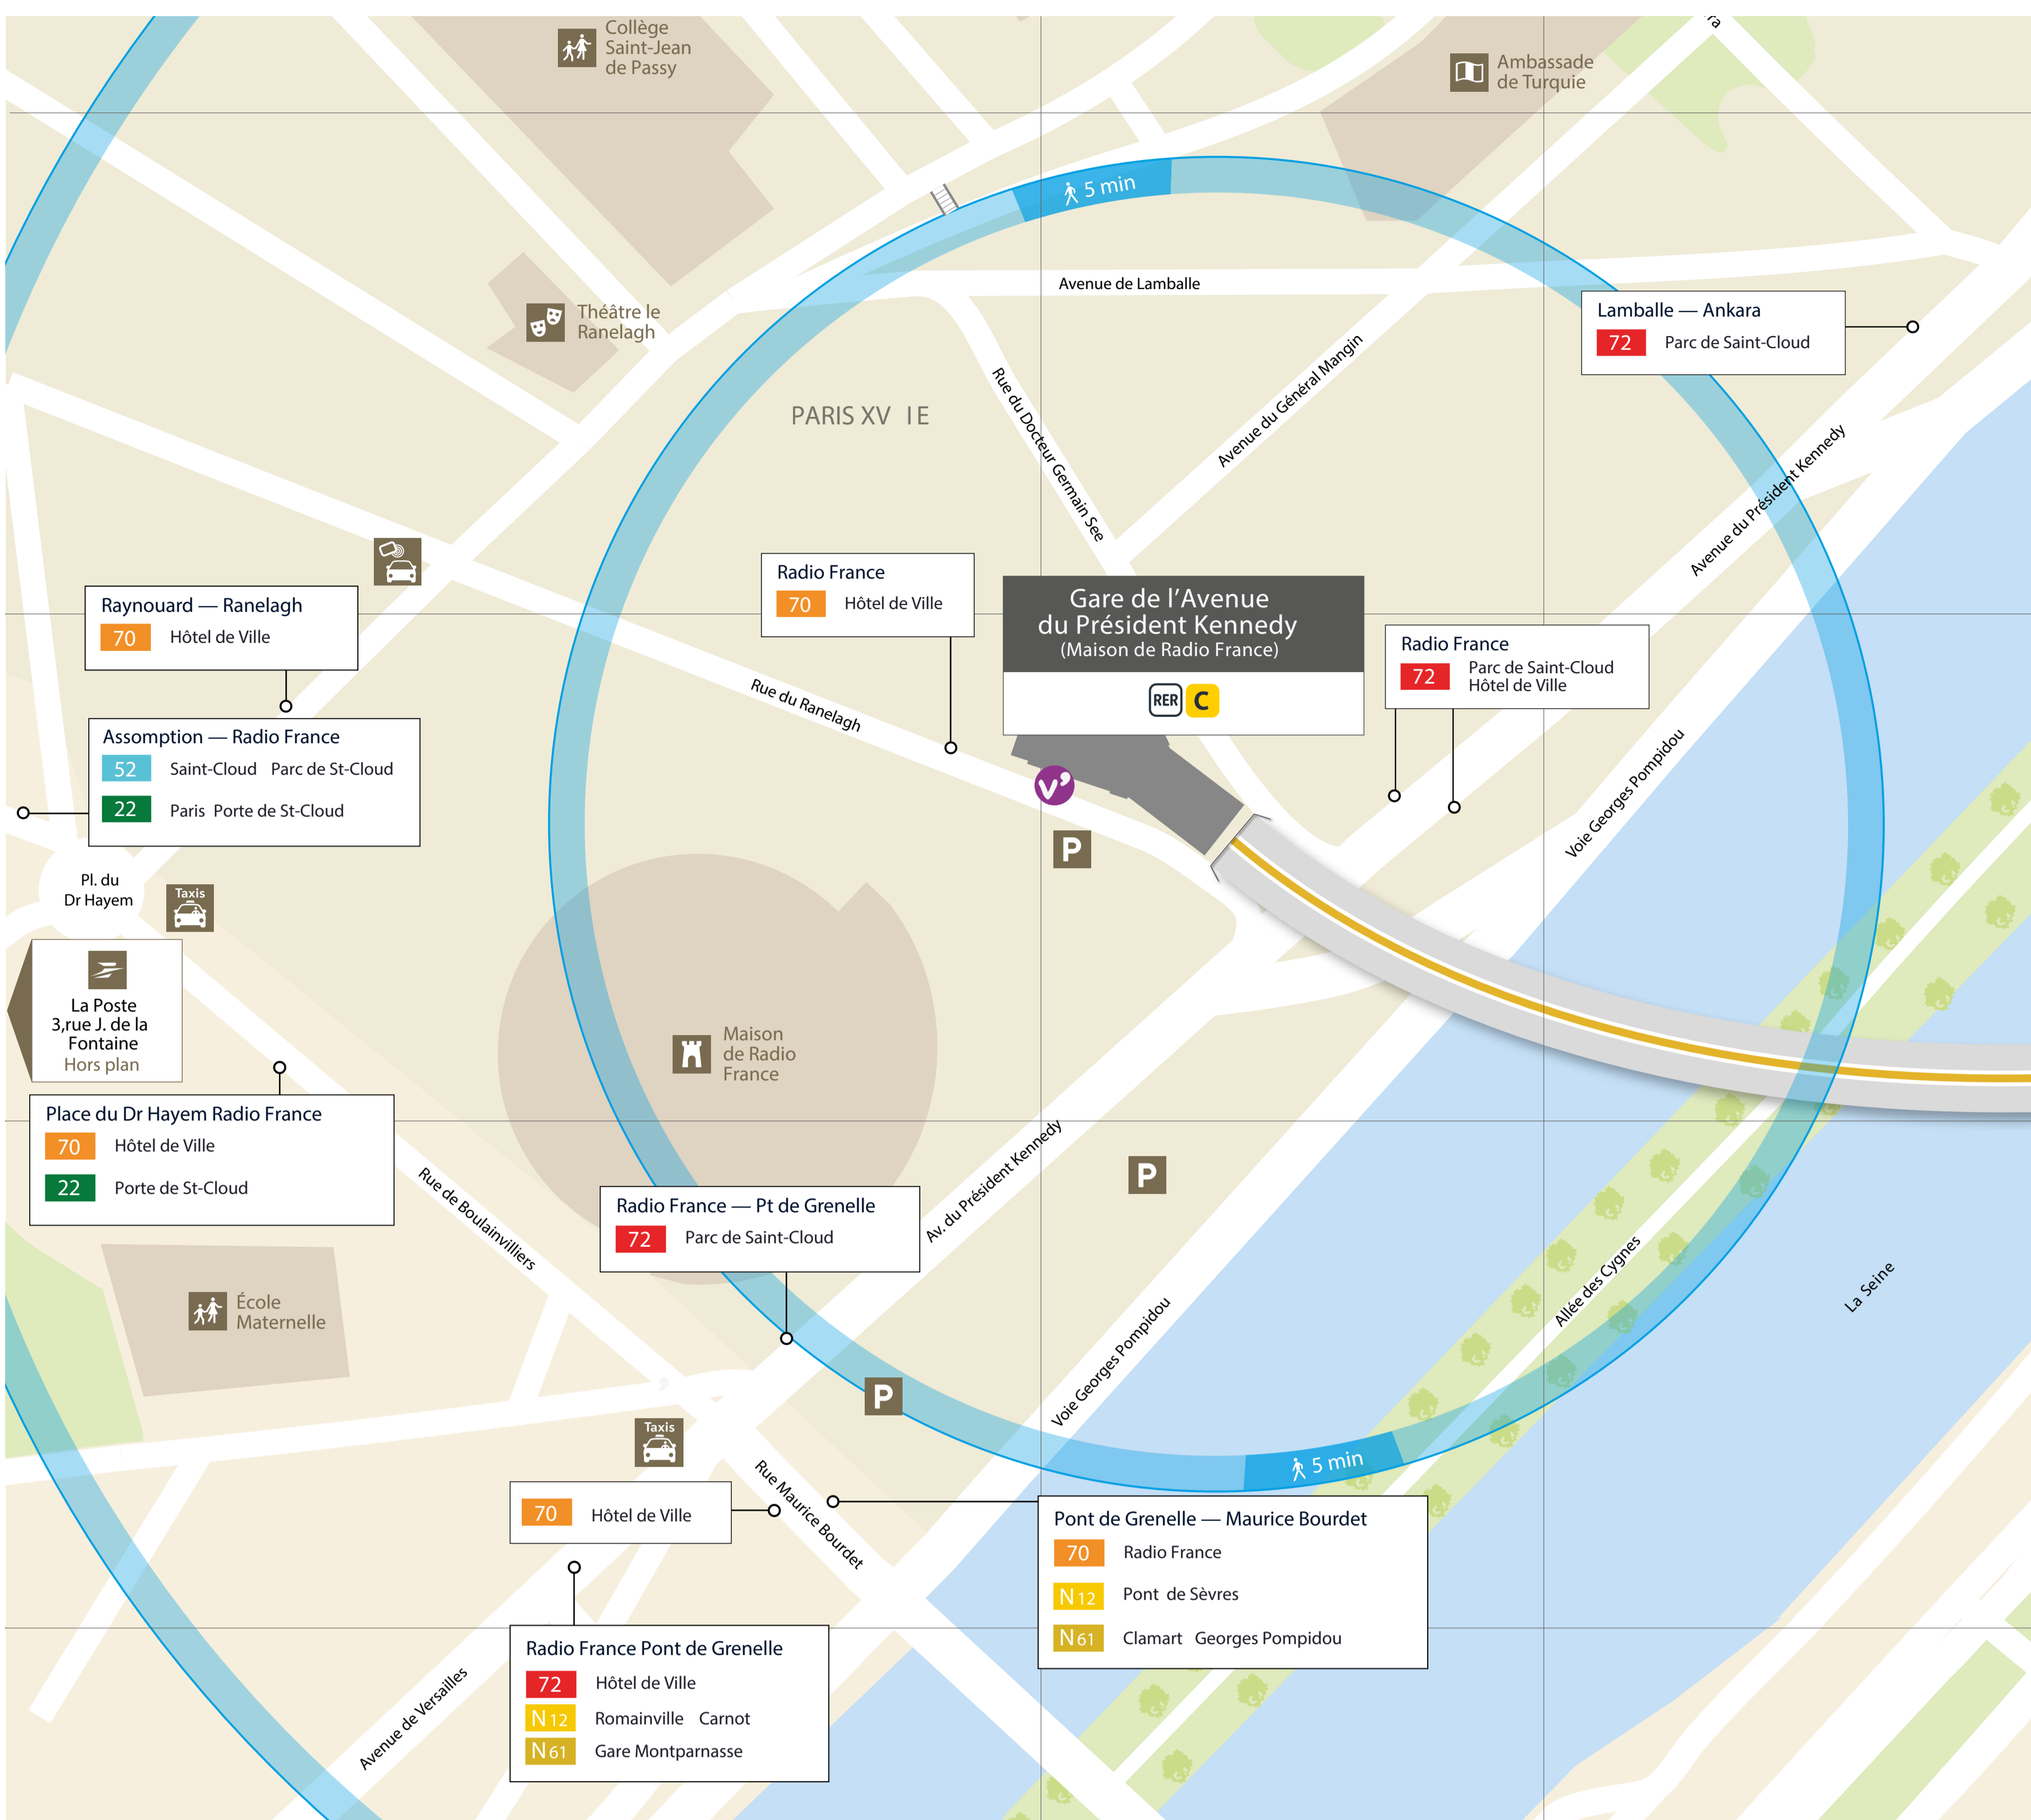 Collège
Saint-Jean
de Passy
Ambassade
de Turquie
ra
5 min
Avenue de Lamballe
Théâtre le
Ranelagh
Lamballe — Ankara
72 Parc de Saint-Cloud
PARIS XV IE
Rue du Docteur Germain See
Avenue du Général Mangin
Avenue du Président Kennedy
Radio France
70 Hôtel de Ville
Gare de l’Avenue
du Président Kennedy
(Maison de Radio France)
RER C
Raynouard — Ranelagh
70 Hôtel de Ville
Radio France
72 Parc de Saint-Cloud
Hôtel de Ville
Rue du Ranelagh
Assomption — Radio France
52 Saint-Cloud Parc de St-Cloud
22 Paris Porte de St-Cloud
v’
P
Voie Georges Pompidou
Pl. du
Dr Hayem
Taxis
La Poste
3,rue J. de la
Fontaine
Hors plan
Maison
de Radio
France
Place du Dr Hayem Radio France
70 Hôtel de Ville
22 Porte de St-Cloud
Rue de Boulainvilliers
Av. du Président Kennedy
P
Radio France — Pt de Grenelle
72 Parc de Saint-Cloud
École
Maternelle
Allée des Cygnes
La Seine
Voie Georges Pompidou
P
Taxis
5 min
Rue Maurice Bourdet
70 Hôtel de Ville
Pont de Grenelle — Maurice Bourdet
70 Radio France
N12 Pont de Sèvres
N61 Clamart Georges Pompidou
Radio France Pont de Grenelle
72 Hôtel de Ville
N12 Romainville Carnot
N61 Gare Montparnasse
Avenue de Versailles